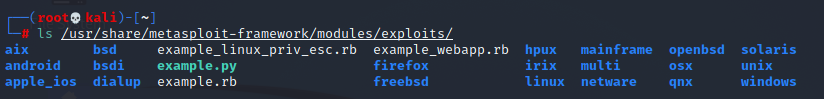 ┌──(root💀kali)-[~]
└─# ls /usr/share/metasploit-framework/modules/exploits/
aix bsd example_linux_priv_esc.rb example_webapp.rb hpux mainframe openbsd solaris
android bsdi example.py firefox irix multi osx unix
apple_ios dialup example.rb freebsd linux netware qnx windows